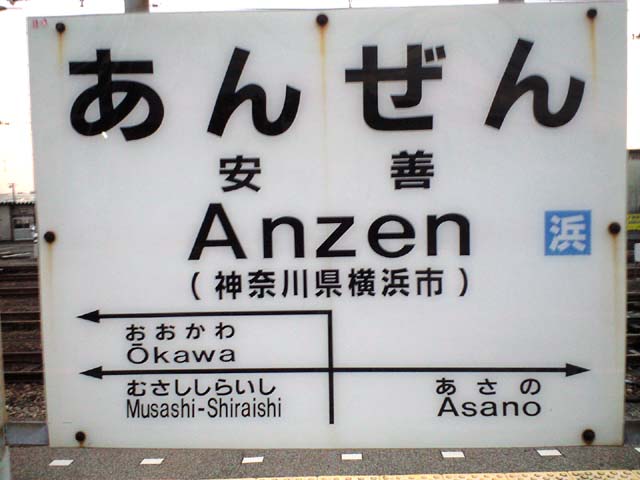 あんぜん
安善
Anzen
浜
(神奈川県横浜市)
おおかわ
Ōkawa
むさししらいし
Musashi-Shiraishi
あさの
Asano